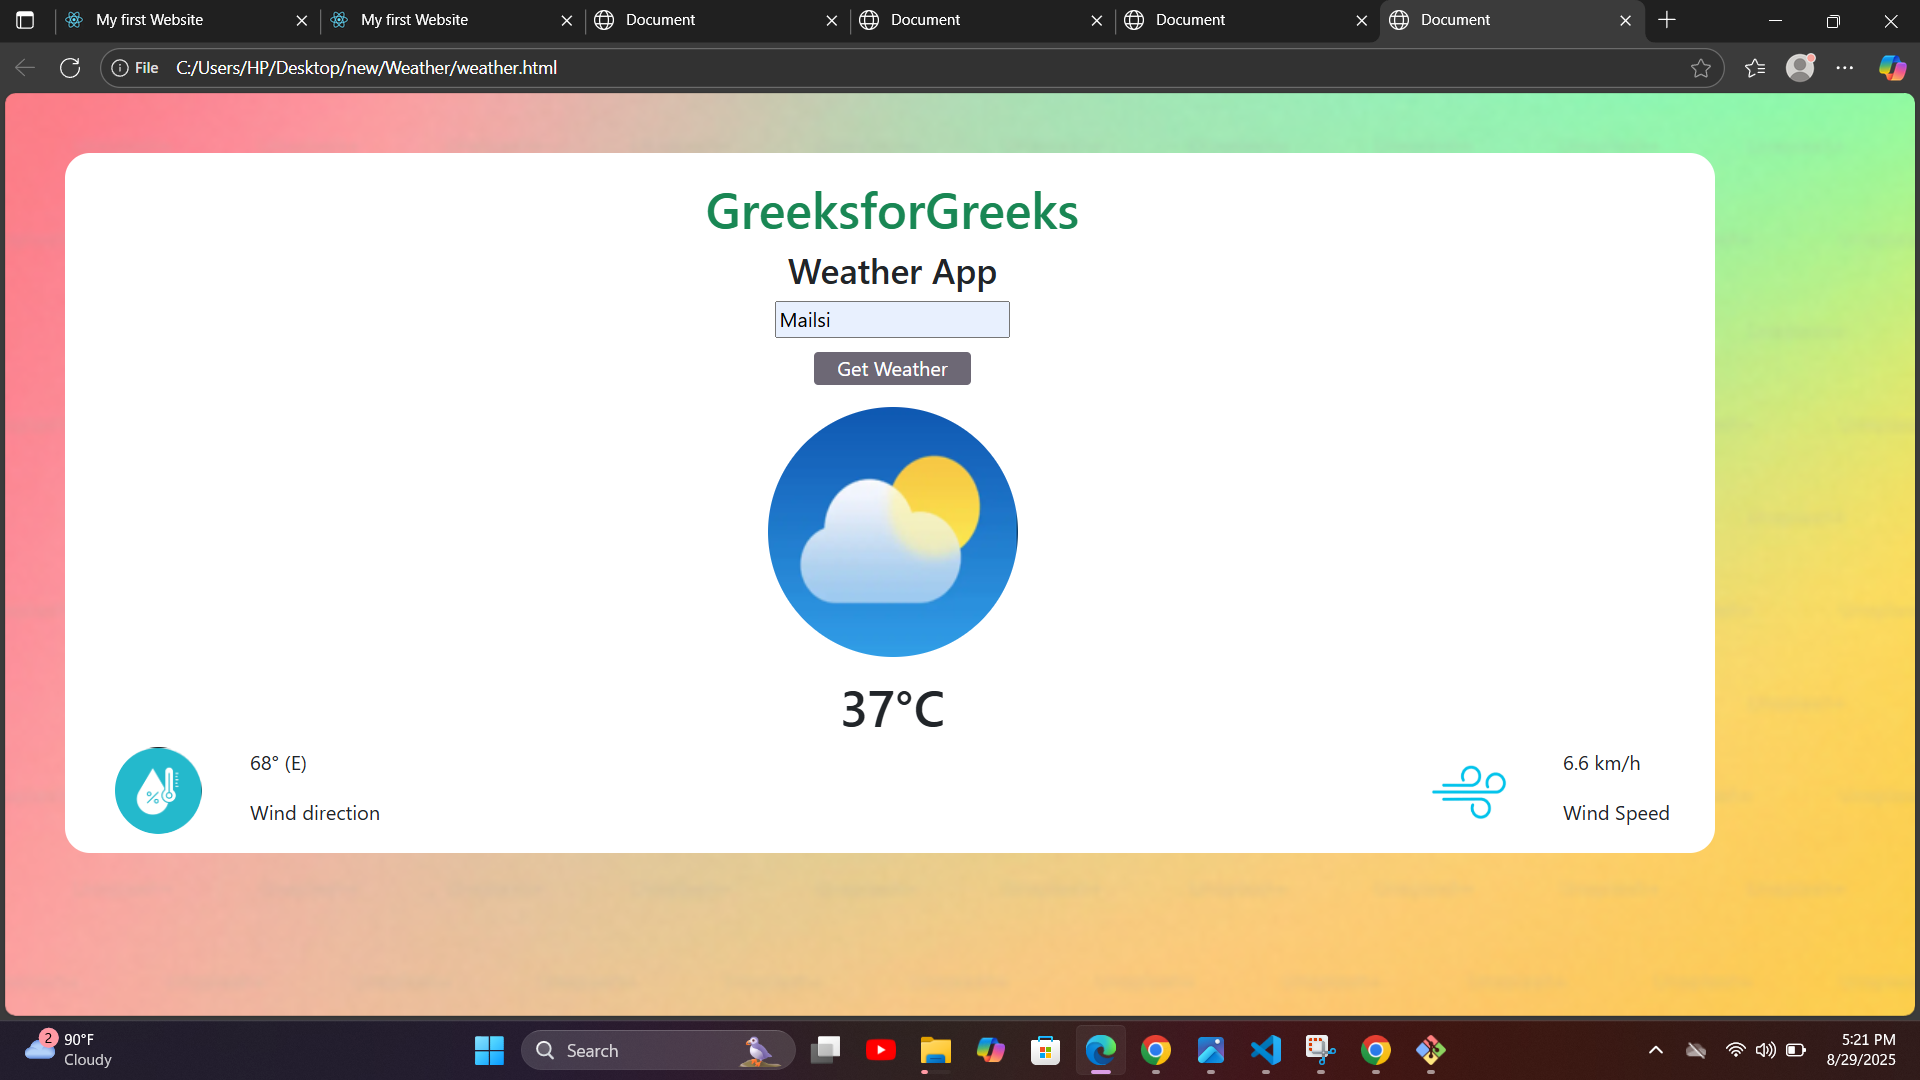 My first Website
My first Website
Document
Document
Document
Document
File C:/Users/HP/Desktop/new/Weather/weather.html
GreeksforGreeks
Weather App
Mailsi
Get Weather
37°C
68° (E)
Wind direction
6.6 km/h
Wind Speed
2
90°F
Cloudy
Search
5:21 PM
8/29/2025